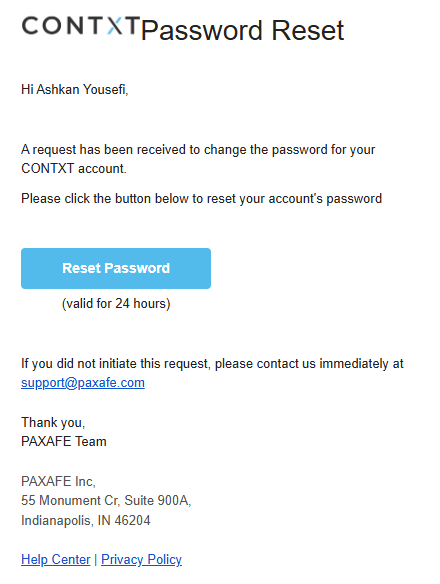 CONTXT Password Reset
Hi Ashkan Yousefi,
A request has been received to change the password for your
CONTXT account.
Please click the button below to reset your account's password
Reset Password
(valid for 24 hours)
If you did not initiate this request, please contact us immediately at
support@paxafe.com
Thank you,
PAXAFE Team
PAXAFE Inc,
55 Monument Cr, Suite 900A,
Indianapolis, IN 46204
Help Center | Privacy Policy